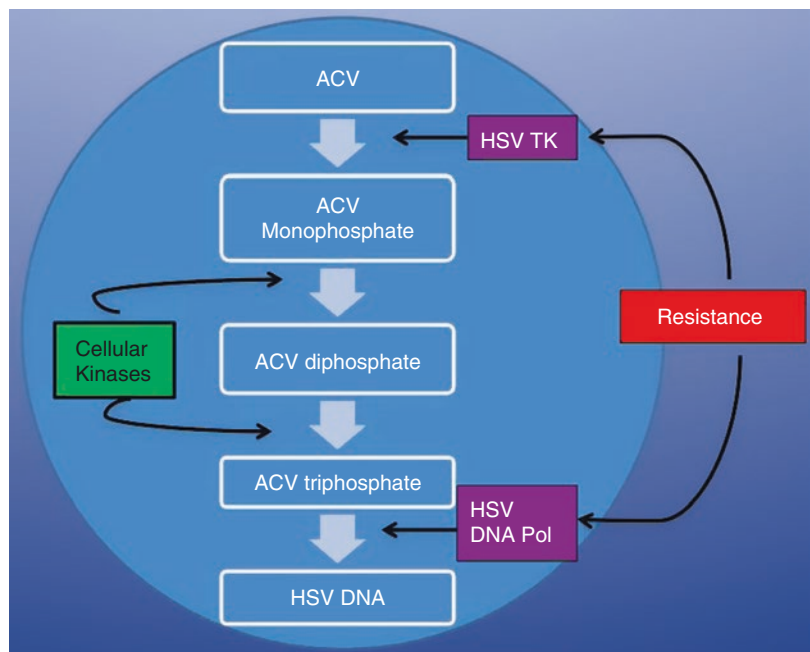 ACV
HSV TK
ACV
Monophosphate
Resistance
Cellular
Kinases
ACV diphosphate
ACV triphosphate
HSV
DNA Pol
HSV DNA